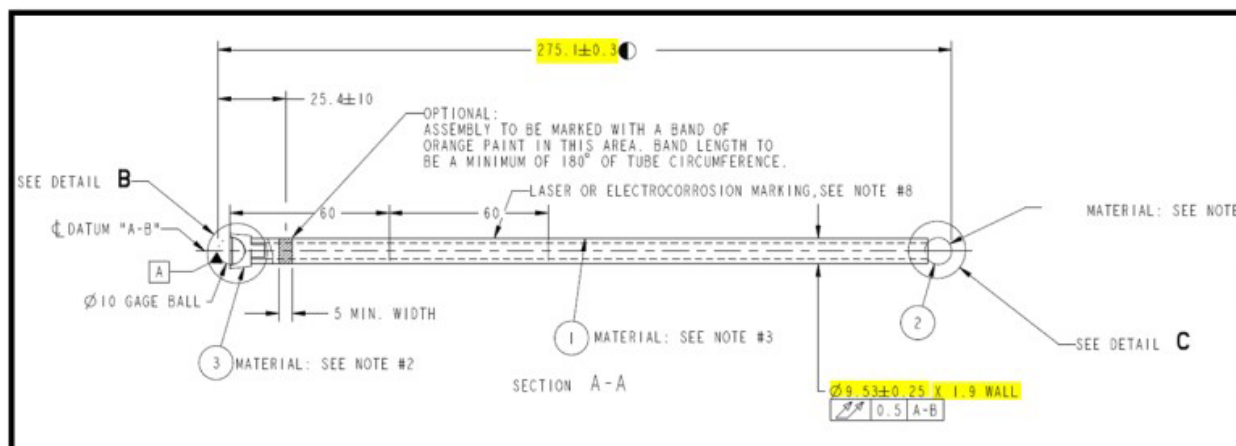 275.1±0.3
25.4±10
OPTIONAL:
ASSEMBLY TO BE MARKED WITH A BAND OF
ORANGE PAINT IN THIS AREA. BAND LENGTH TO
BE A MINIMUM OF 180° OF TUBE CIRCUMFERENCE.
SEE DETAIL B
LASER OR ELECTROCORROSION MARKING,SEE NOTE #8
60
60
MATERIAL: SEE NOTE
℄ DATUM "A-B"
A
Ø10 GAGE BALL
5 MIN. WIDTH
1 MATERIAL: SEE NOTE #3
2
3 MATERIAL: SEE NOTE #2
SEE DETAIL C
SECTION A-A
Ø9.53±0.25 X 1.9 WALL
0.5 A-B